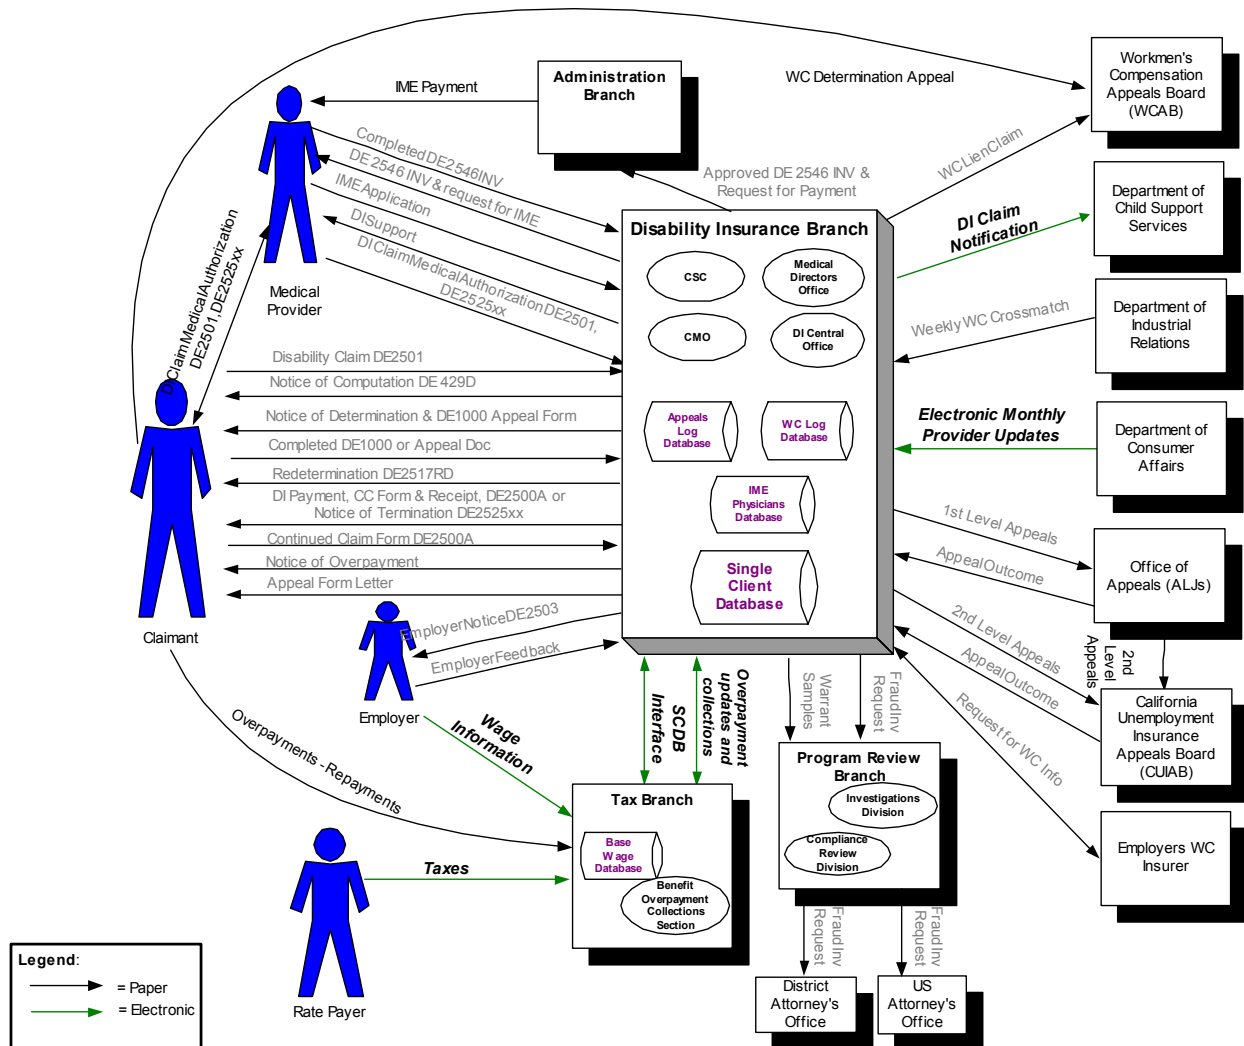 Administration
Branch
IME Payment
WC Determination Appeal
Workmen's
Compensation
Appeals Board
(WCAB)
Completed DE2546 INV
DE 2546 INV & request for IME
IME Application
DI Support
DI Claim Medical Authorization DE2501,
DE2525xx
Approved DE 2546 INV &
Request for Payment
WC Lien Claim
DI Claim
Notification
Department of
Child Support
Services
DI Claim Medical Authorization
DE2501, DE2525xx
Medical
Provider
Disability Insurance Branch
CSC
Medical
Directors
Office
CMO
DI Central
Office
Weekly WC Crossmatch
Department of
Industrial
Relations
Disability Claim DE2501
Notice of Computation DE 429D
Notice of Determination & DE1000 Appeal Form
Completed DE1000 or Appeal Doc
Redetermination DE2517RD
DI Payment, CC Form & Receipt, DE2500A or
Notice of Termination DE2525xx
Continued Claim Form DE2500A
Notice of Overpayment
Appeal Form Letter
Appeals
Log
Database
WC Log
Database
IME
Physicians
Database
Single
Client
Database
Electronic Monthly
Provider Updates
Department of
Consumer
Affairs
1st Level Appeals
Appeal Outcome
Office of
Appeals (ALJs)
2nd
Level
Appeals
2nd Level Appeals
Appeal Outcome
Request for WC Info
California
Unemployment
Insurance
Appeals Board
(CUIAB)
Claimant
Employer Notice DE2503
Employer Feedback
Employer
Wage
Information
Overpayments - Repayments
SCDB
Interface
Overpayment
updates and
collections
Warrant
Samples
Fraud Inv
Request
Program Review
Branch
Investigations
Division
Compliance
Review
Division
Employers WC
Insurer
Tax Branch
Base
Wage
Database
Benefit
Overpayment
Collections
Section
Taxes
Rate Payer
Fraud Inv
Request
Fraud Inv
Request
District
Attorney's
Office
US
Attorney's
Office
Legend:
= Paper
= Electronic